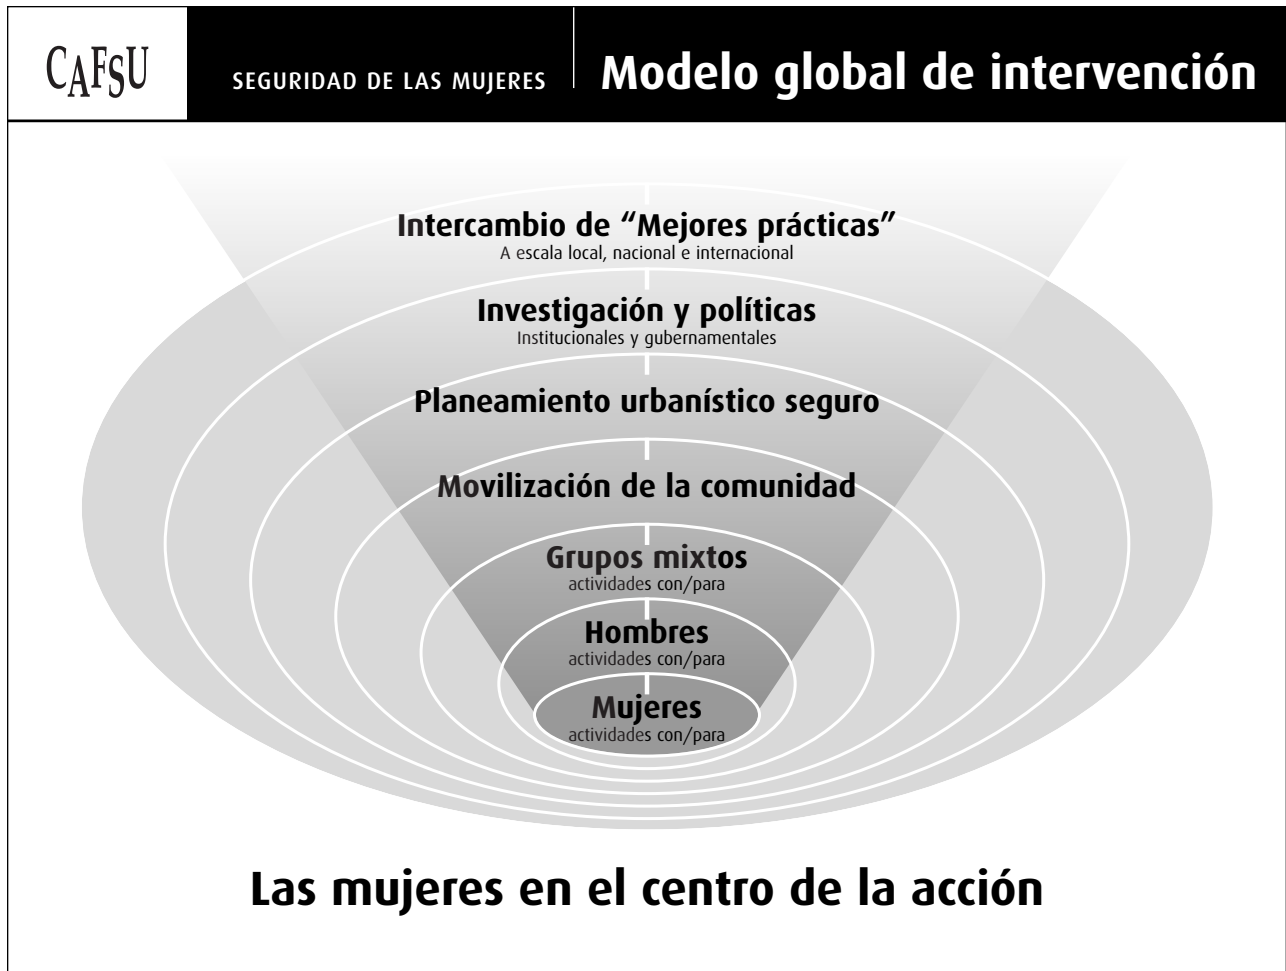 CAFSU
SEGURIDAD DE LAS MUJERES
Modelo global de intervención
Intercambio de “Mejores prácticas”
A escala local, nacional e internacional
Investigación y políticas
Institucionales y gubernamentales
Planeamiento urbanístico seguro
Movilización de la comunidad
Grupos mixtos
actividades con/para
Hombres
actividades con/para
Mujeres
actividades con/para
Las mujeres en el centro de la acción